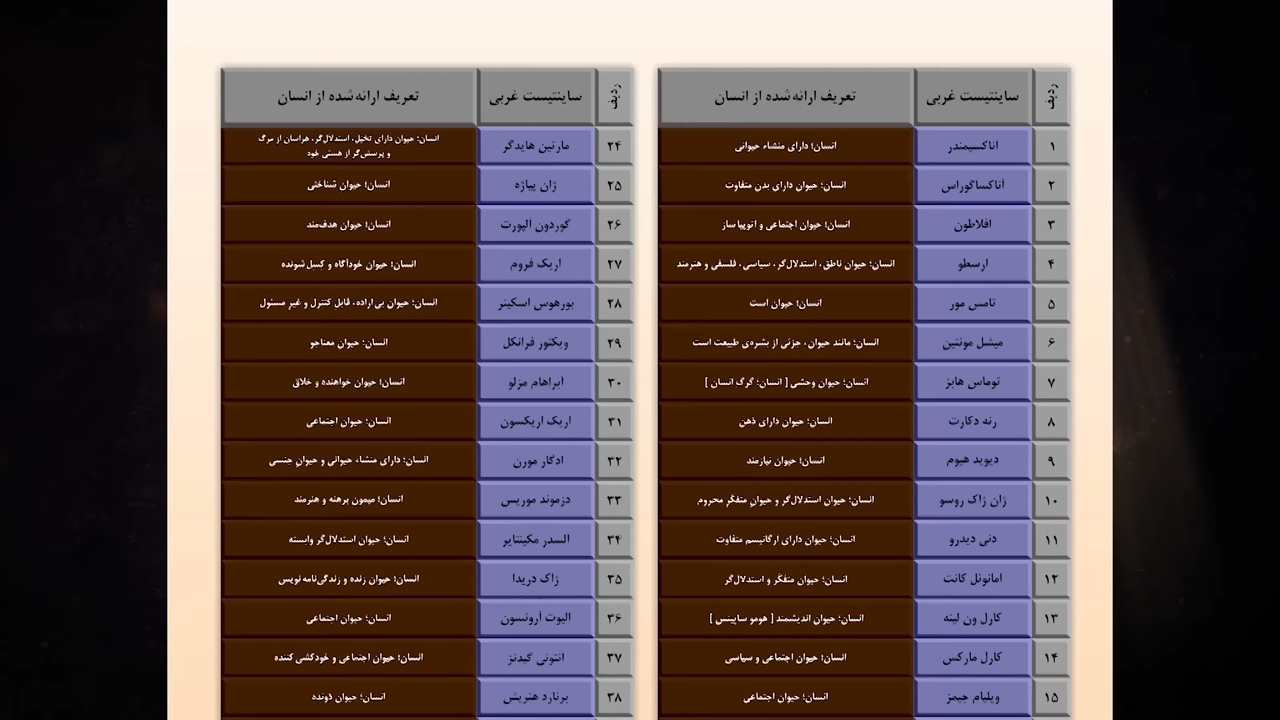 ردیف ساینتیست غربی تعریف ارائه‌شده از انسان
۱ اناکسیمندر انسان؛ دارای منشاء حیوانی
۲ آناکساگوراس انسان؛ حیوان دارای بدن متفاوت
۳ افلاطون انسان؛ حیوان اجتماعی و اتوپیاساز
۴ ارسطو انسان؛ حیوان ناطق، استدلال‌گر، سیاسی، فلسفی و هنرمند
۵ تامس مور انسان؛ حیوان است
۶ میشل مونتین انسان؛ مانند حیوان، جزئی از بشره‌ی طبیعت است
۷ توماس هابز انسان؛ حیوان وحشی [ انسان؛ گرگ انسان ]
۸ رنه دکارت انسان؛ حیوان دارای ذهن
۹ دیوید هیوم انسان؛ حیوان نیازمند
۱۰ ژان ژاک روسو انسان؛ حیوان استدلال‌گر و حیوانِ متفکّر محروم
۱۱ دنی دیدرو انسان؛ حیوان دارای ارگانیسم متفاوت
۱۲ امانوئل کانت انسان؛ حیوان متفکّر و استدلال‌گر
۱۳ کارل ون لینه انسان؛ حیوان اندیشمند [ هومو ساپینس ]
۱۴ کارل مارکس انسان؛ حیوان اجتماعی و سیاسی
۱۵ ویلیام جیمز انسان؛ حیوان اجتماعی
ردیف ساینتیست غربی تعریف ارائه‌شده از انسان
۲۴ مارتین هایدگر انسان؛ حیوان دارای تخیل، استدلال‌گر، هراسان از مرگ
و پرسش‌گر از هستی خود
۲۵ ژان پیاژه انسان؛ حیوان شناختی
۲۶ گوردون آلپورت انسان؛ حیوان هدف‌مند
۲۷ اریک فروم انسان؛ حیوان خودآگاه و کسل‌شونده
۲۸ بورهوس اسکینر انسان؛ حیوان بی‌اراده، قابلِ کنترل و غیرِ مسئول
۲۹ ویکتور فرانکل انسان؛ حیوان معناجو
۳۰ آبراهام مزلو انسان؛ حیوان خواهنده و خلاق
۳۱ اریک اریکسون انسان؛ حیوان اجتماعی
۳۲ ادگار مورن انسان؛ دارای منشاء حیوانی و حیوانِ جنسی
۳۳ دزموند موریس انسان؛ میمون برهنه و هنرمند
۳۴ السدر مکینتایر انسان؛ حیوان استدلال‌گر وابسته
۳۵ ژاک دریدا انسان؛ حیوان زنده و زندگی‌نامه‌نویس
۳۶ الیوت آرونسون انسان؛ حیوان اجتماعی
۳۷ آنتونی گیدنز انسان؛ حیوان اجتماعی و خودکشی‌کننده
۳۸ برنارد هنریش انسان؛ حیوان دونده